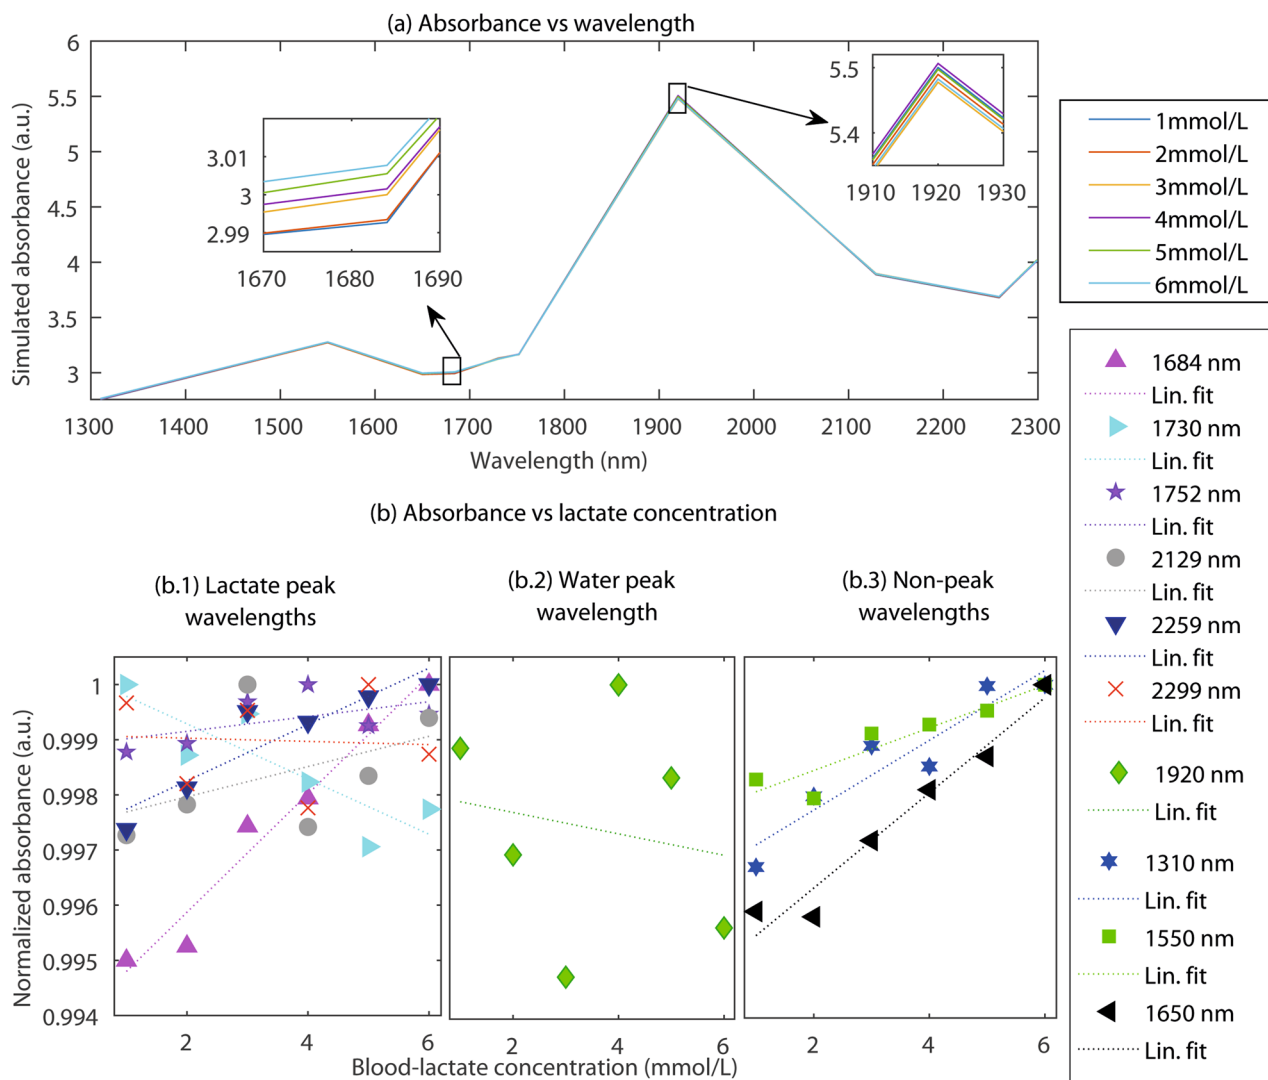 (a) Absorbance vs wavelength
Simulated absorbance (a.u.)
6
5.5
5
4.5
4
3.5
3
3.01
3
2.99
1670 1680 1690
5.5
5.4
1910 1920 1930
1300 1400 1500 1600 1700 1800 1900 2000 2100 2200 2300
Wavelength (nm)
1mmol/L
2mmol/L
3mmol/L
4mmol/L
5mmol/L
6mmol/L
(b) Absorbance vs lactate concentration
(b.1) Lactate peak
wavelengths
(b.2) Water peak
wavelength
(b.3) Non-peak
wavelengths
Normalized absorbance (a.u.)
1
0.999
0.998
0.997
0.996
0.995
0.994
2 4 6
2 4 6
2 4 6
Blood-lactate concentration (mmol/L)
1684 nm
Lin. fit
1730 nm
Lin. fit
1752 nm
Lin. fit
2129 nm
Lin. fit
2259 nm
Lin. fit
2299 nm
Lin. fit
1920 nm
Lin. fit
1310 nm
Lin. fit
1550 nm
Lin. fit
1650 nm
Lin. fit